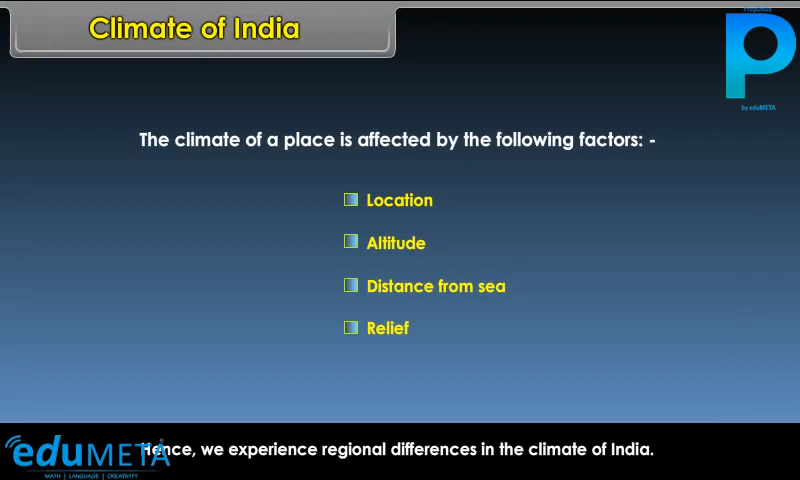 Climate of India
Preponas
P
by eduMETA
The climate of a place is affected by the following factors: -
Location
Altitude
Distance from sea
Relief
Hence, we experience regional differences in the climate of India.
eduMETA
MATH | LANGUAGE | CREATIVITY